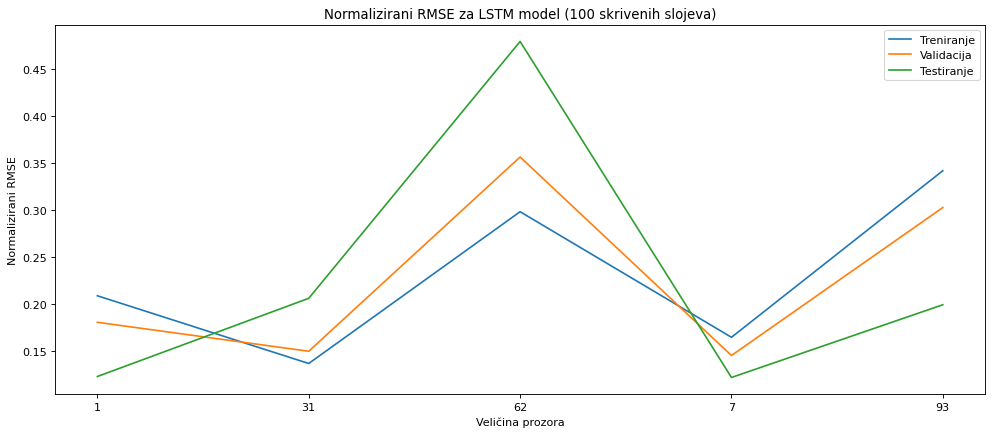 Normalizirani RMSE za LSTM model (100 skrivenih slojeva)
Treniranje
Validacija
Testiranje
Normalizirani RMSE
0.45
0.40
0.35
0.30
0.25
0.20
0.15
1 31 62 7 93
Veličina prozora